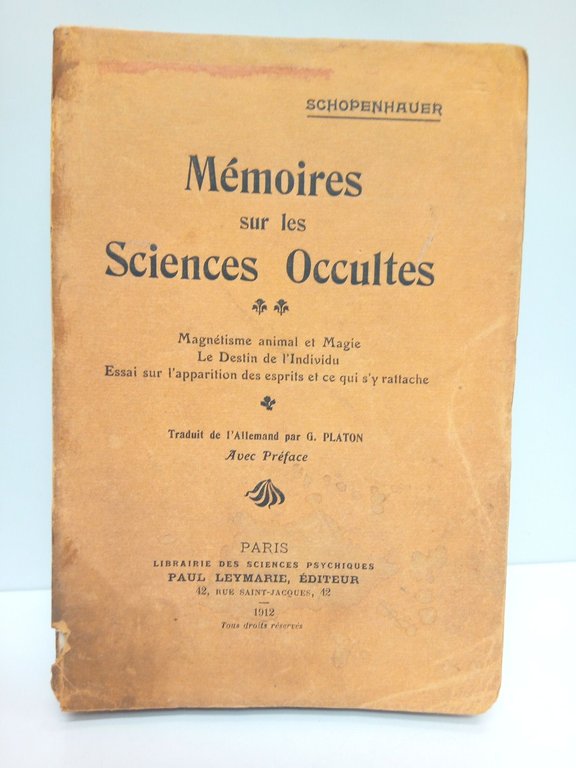 SCHOPENHAUER
Mémoires
sur les
Sciences Occultes
Magnétisme animal et Magie
Le Destin de l'Individu
Essai sur l'apparition des esprits et ce qui s'y rattache
Traduit de l'Allemand par G. PLATON
Avec Préface
PARIS
LIBRAIRIE DES SCIENCES PSYCHIQUES
PAUL LEYMARIE, ÉDITEUR
42, RUE SAINT-JACQUES, 42
1912
Tous droits réservés